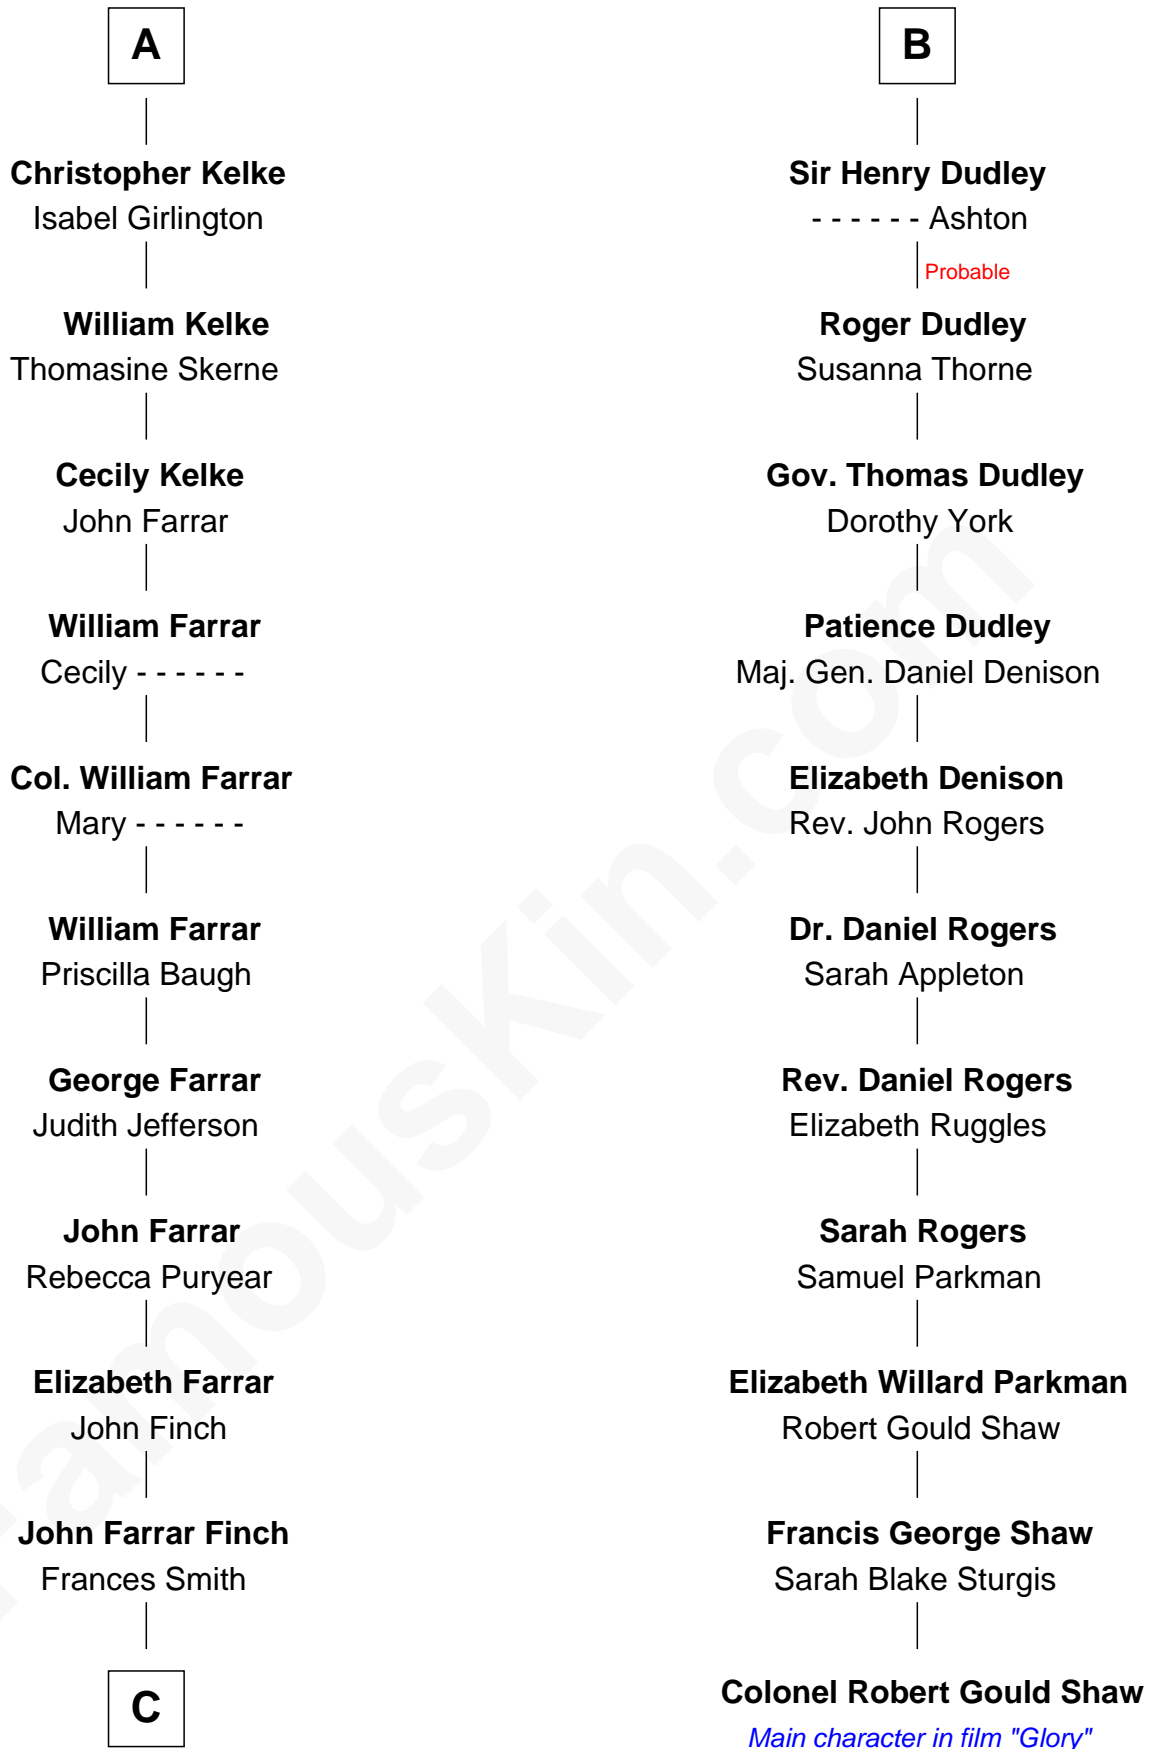 A
Christopher Kelke
Isabel Girlington
William Kelke
Thomasine Skerne
Cecily Kelke
John Farrar
William Farrar
Cecily - - - - - -
Col. William Farrar
Mary - - - - - -
William Farrar
Priscilla Baugh
George Farrar
Judith Jefferson
John Farrar
Rebecca Puryear
Elizabeth Farrar
John Finch
John Farrar Finch
Frances Smith
C
B
Sir Henry Dudley
- - - - - - Ashton
Probable
Roger Dudley
Susanna Thorne
Gov. Thomas Dudley
Dorothy York
Patience Dudley
Maj. Gen. Daniel Denison
Elizabeth Denison
Rev. John Rogers
Dr. Daniel Rogers
Sarah Appleton
Rev. Daniel Rogers
Elizabeth Ruggles
Sarah Rogers
Samuel Parkman
Elizabeth Willard Parkman
Robert Gould Shaw
Francis George Shaw
Sarah Blake Sturgis
Colonel Robert Gould Shaw
Main character in film "Glory"
FamousKin.com